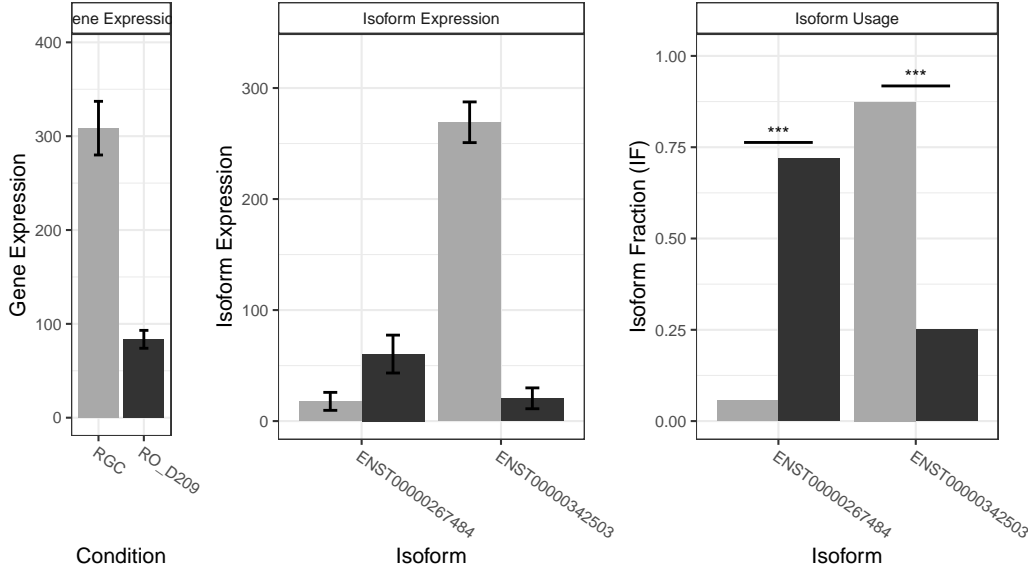 ene Expressio
Gene Expression
400
300
200
100
0
RGC
RO_D209
Condition
Isoform Expression
Isoform Expression
300
200
100
0
ENST00000267484
ENST00000342503
Isoform
Isoform Usage
Isoform Fraction (IF)
1.00
0.75
0.50
0.25
0.00
***
***
ENST00000267484
ENST00000342503
Isoform